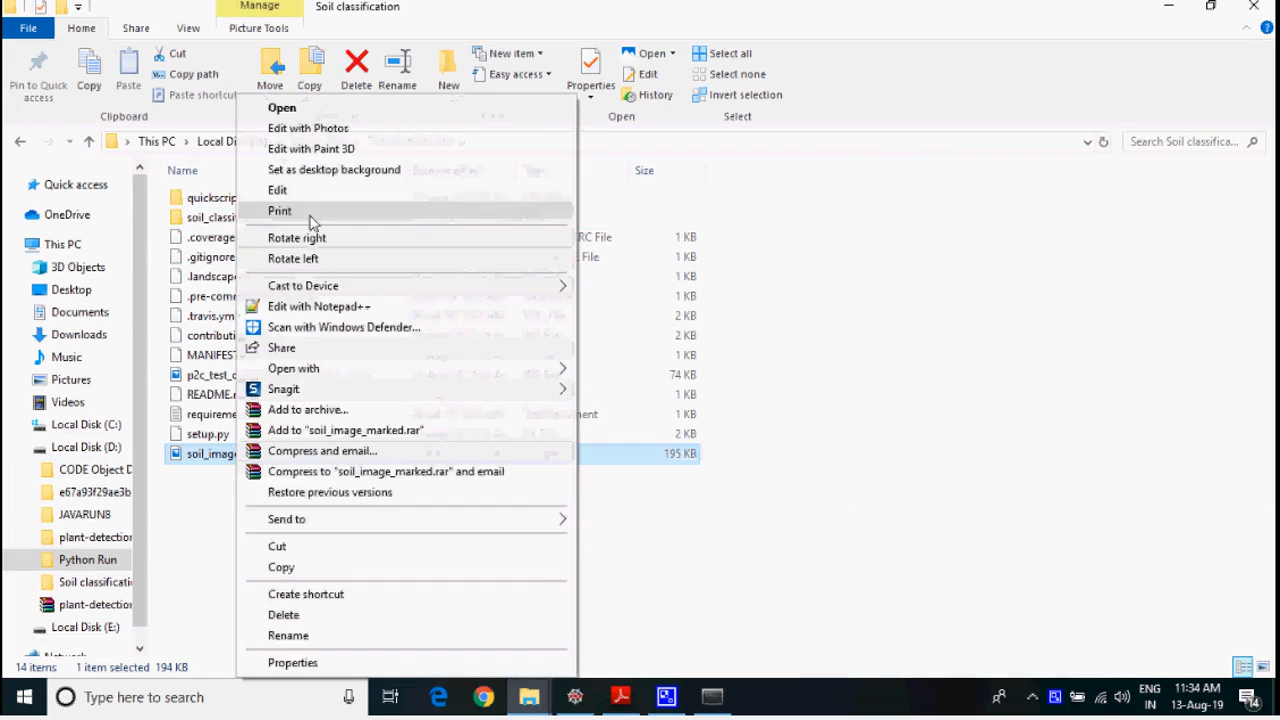 Manage
Soil classification
File
Home
Share
View
Picture Tools
Pin to Quick access
Copy
Paste
Cut
Copy path
Paste shortcut
Clipboard
Move
Copy
Delete
Rename
New
New item
Easy access
Properties
Open
Edit
History
Open
Select all
Select none
Invert selection
Select
This PC
Local Di
Search Soil classifica...
Quick access
OneDrive
This PC
3D Objects
Desktop
Documents
Downloads
Music
Pictures
Videos
Local Disk (C:)
Local Disk (D:)
CODE Object D
e67a93f29ae3b
JAVARUN8
plant-detection
Python Run
Soil classificati
plant-detection
Local Disk (E:)
Name
Size
quickscrip
soil_classi
.coverage
RC File
1 KB
.gitignore
File
1 KB
.landscape
1 KB
.pre-comm
1 KB
.travis.ym
2 KB
contributi
2 KB
MANIFEST
1 KB
p2c_test_c
74 KB
README.r
1 KB
requireme
ment
1 KB
setup.py
2 KB
soil_image
195 KB
Open
Edit with Photos
Edit with Paint 3D
Set as desktop background
Edit
Print
Rotate right
Rotate left
Cast to Device
Edit with Notepad++
Scan with Windows Defender...
Share
Open with
Snagit
Add to archive...
Add to "soil_image_marked.rar"
Compress and email...
Compress to "soil_image_marked.rar" and email
Restore previous versions
Send to
Cut
Copy
Create shortcut
Delete
Rename
Properties
14 items
1 item selected 194 KB
Type here to search
ENG
IN
11:34 AM
13-Aug-19
14